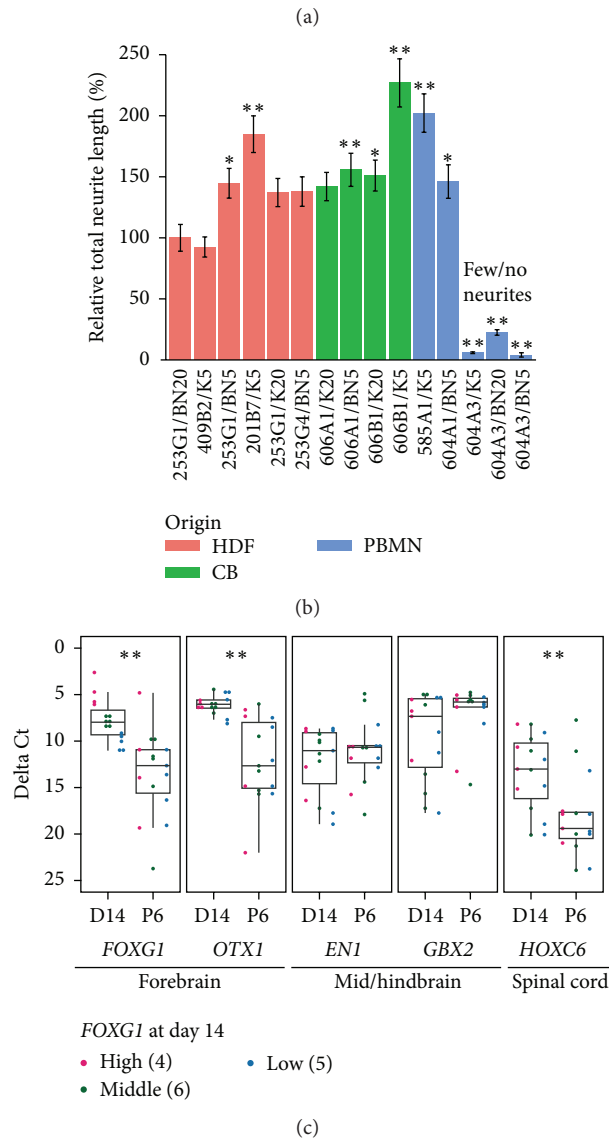 (a)
Relative total neurite length (%)
250
200
150
100
50
0
**
*
**
**
*
**
**
*
Few/no
neurites
**
**
**
253G1/BN20
409B2/K5
253G1/BN5
201B7/K5
253G1/K20
253G4/BN5
606A1/K20
606A1/BN5
606B1/K20
606B1/K5
585A1/K5
604A1/BN5
604A3/K5
604A3/BN20
604A3/BN5
Origin
HDF
PBMN
CB
(b)
Delta Ct
0
5
10
15
20
25
**
**
**
D14 P6 D14 P6 D14 P6 D14 P6 D14 P6
FOXG1 OTX1 EN1 GBX2 HOXC6
Forebrain Mid/hindbrain Spinal cord
FOXG1 at day 14
High (4) Low (5)
Middle (6)
(c)